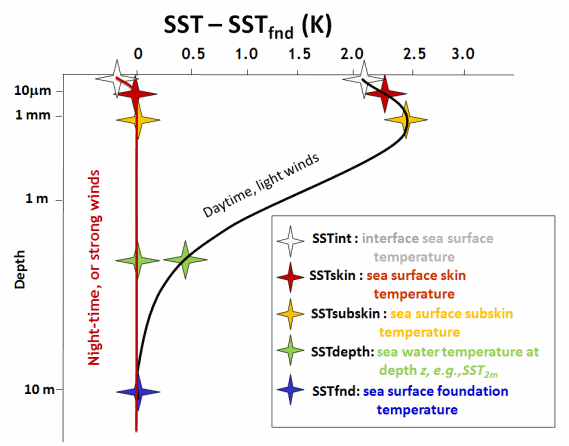 SST – SSTfnd (K)
0 0.5 1.0 1.5 2.0 2.5 3.0
10µm
1 mm
1 m
10 m
Depth
Night-time, or strong winds
Daytime, light winds
SSTint : interface sea surface
temperature
SSTskin : sea surface skin
temperature
SSTsubskin : sea surface subskin
temperature
SSTdepth: sea water temperature at
depth z, e.g.,SST2m
SSTfnd: sea surface foundation
temperature